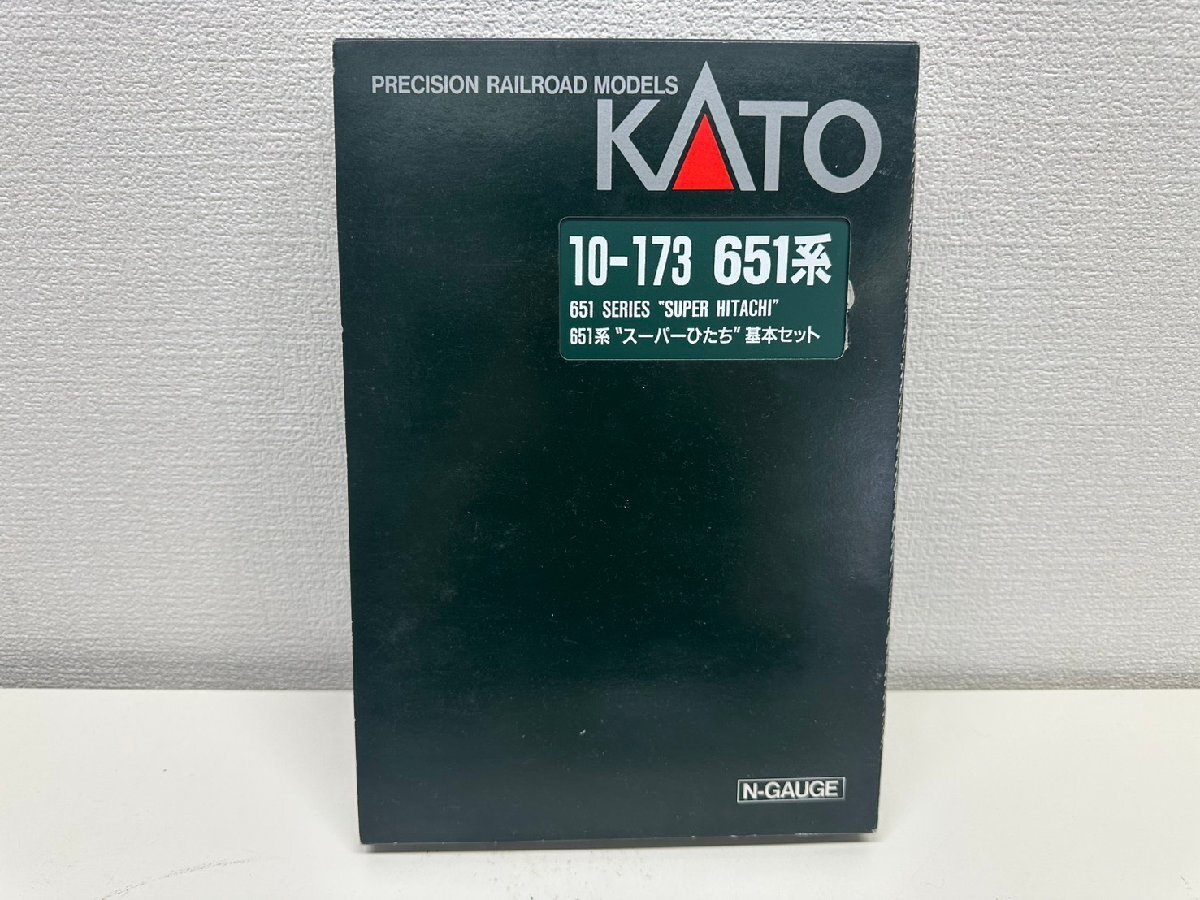 PRECISION RAILROAD MODELS
KATO
10-173 651系
651 SERIES "SUPER HITACHI"
651系 "スーパーひたち" 基本セット
N-GAUGE